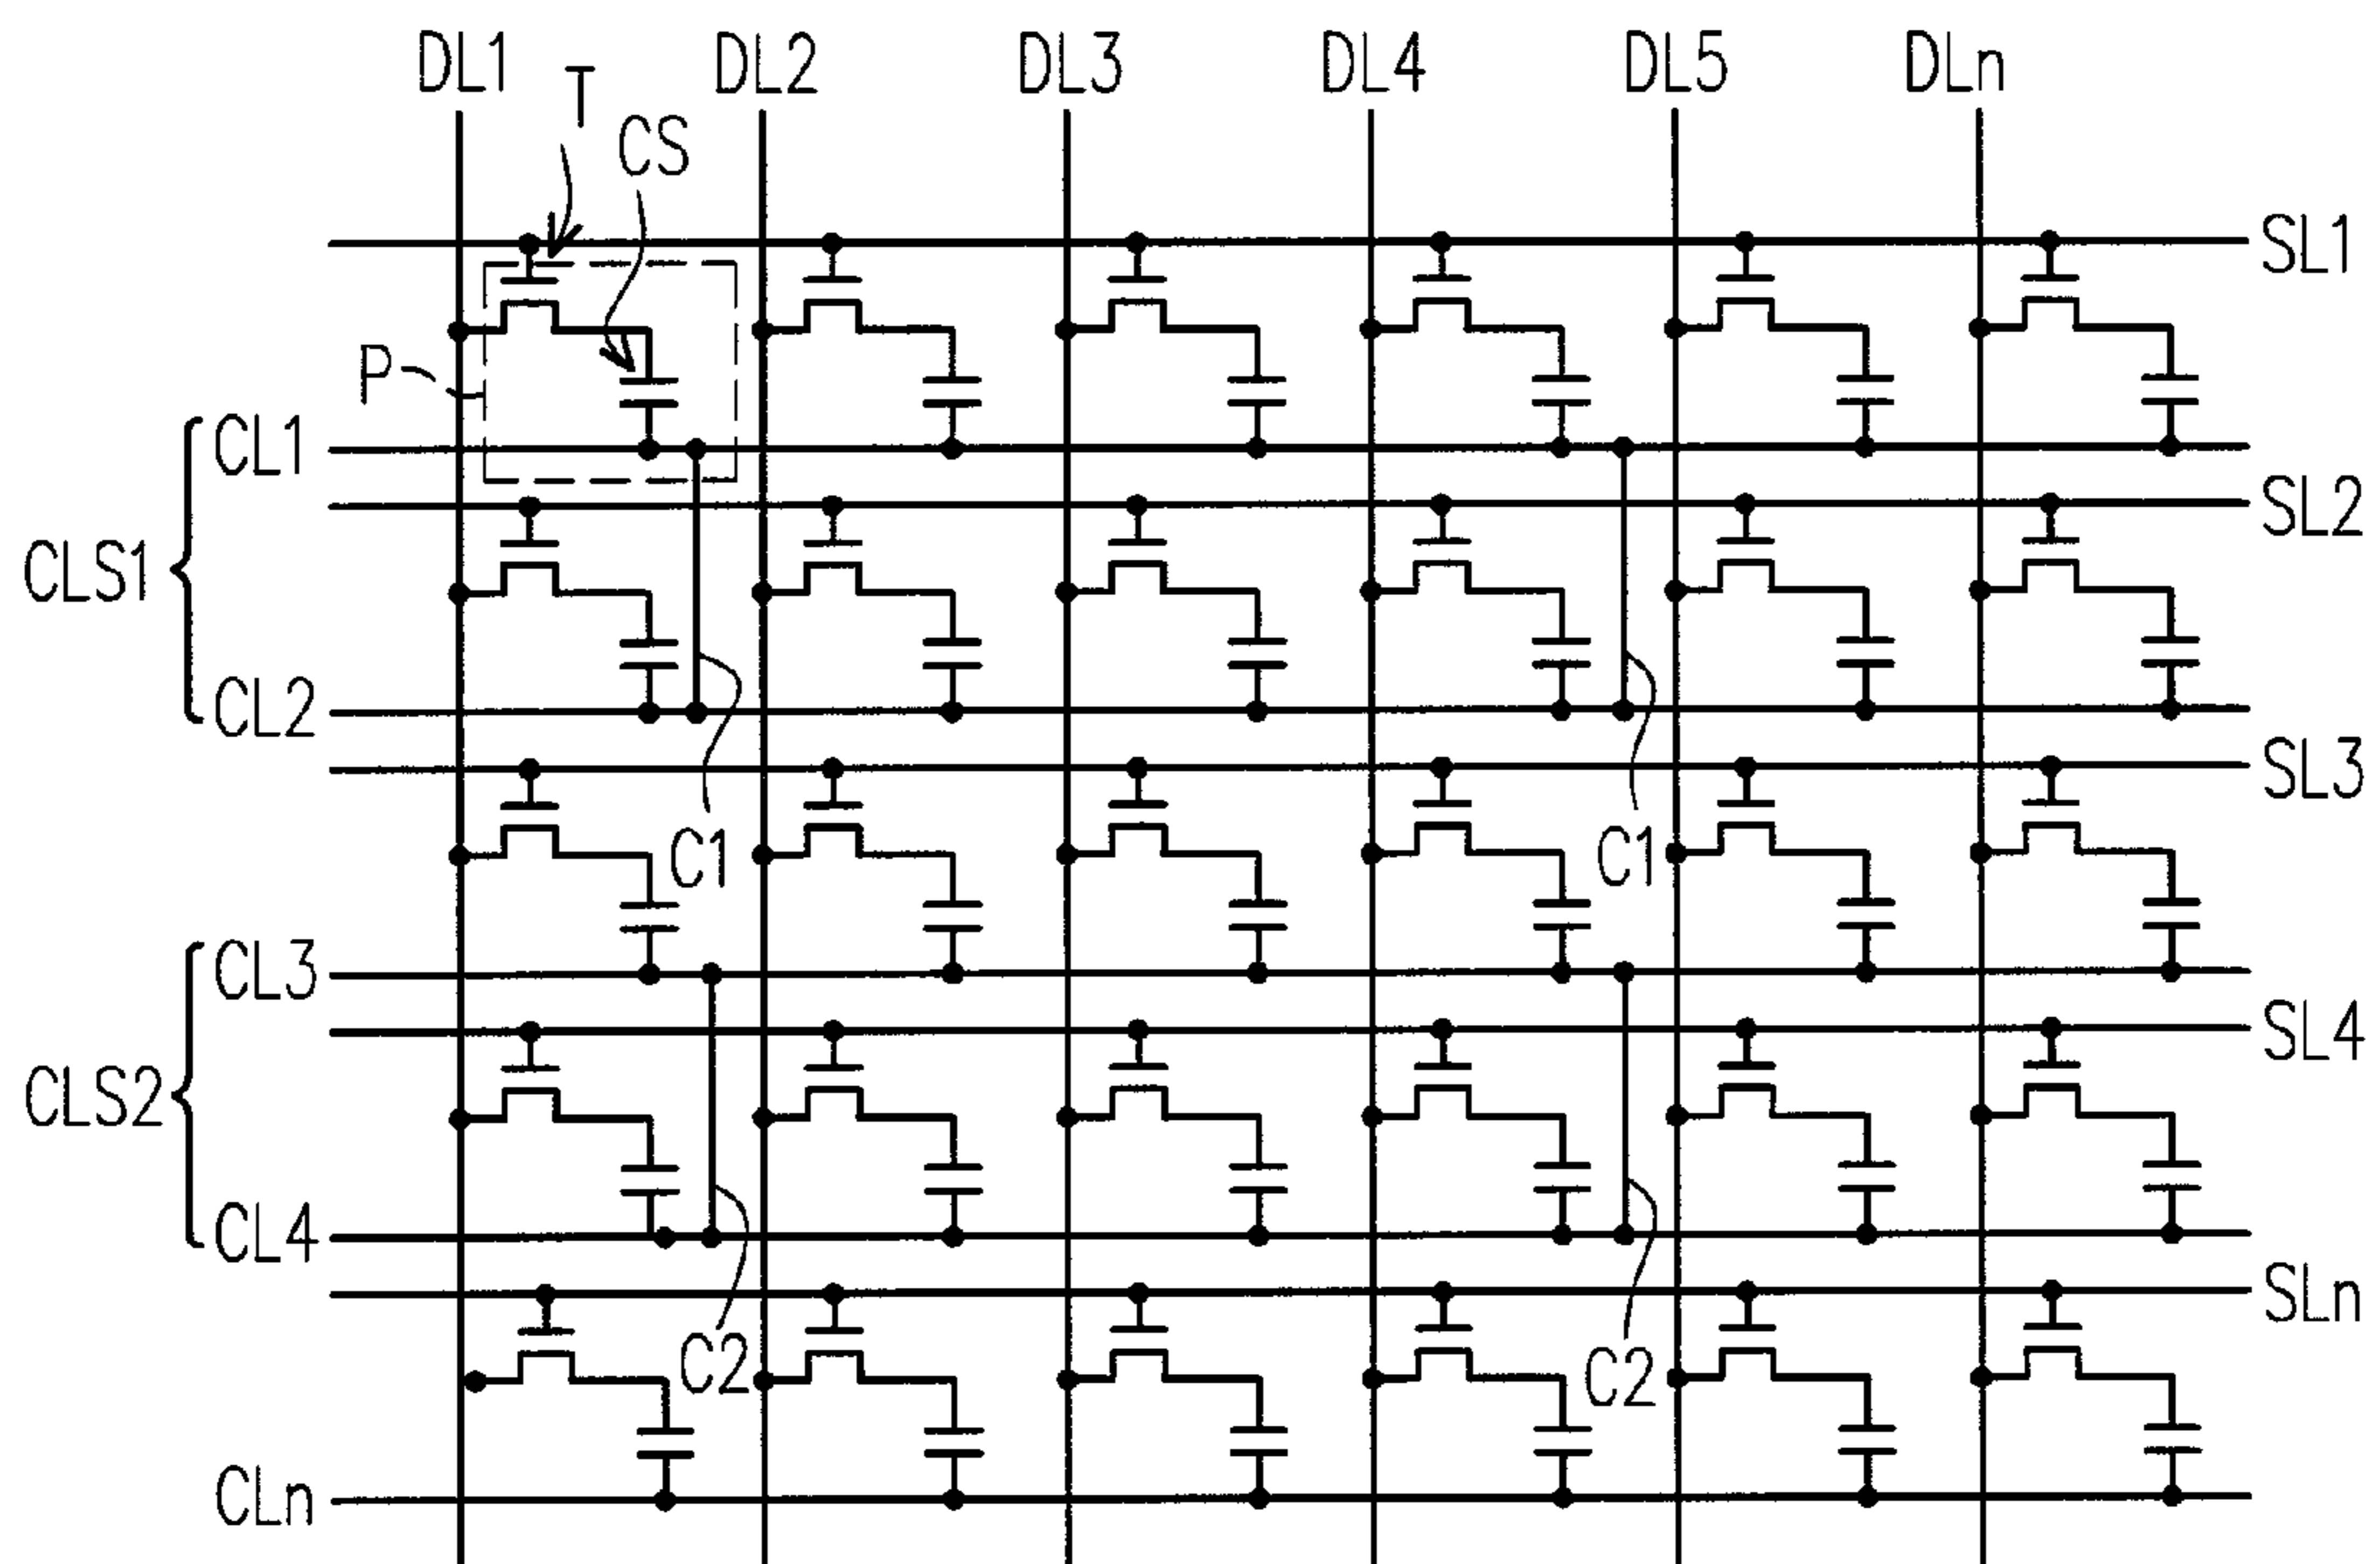 DL1 DL2 DL3 DL4 DL5 DLn
T
CS
SL1
P
CL1
SL2
CLS1
CL2
SL3
C1 C1
CL3
SL4
CLS2
CL4
SLn
C2 C2
CLn